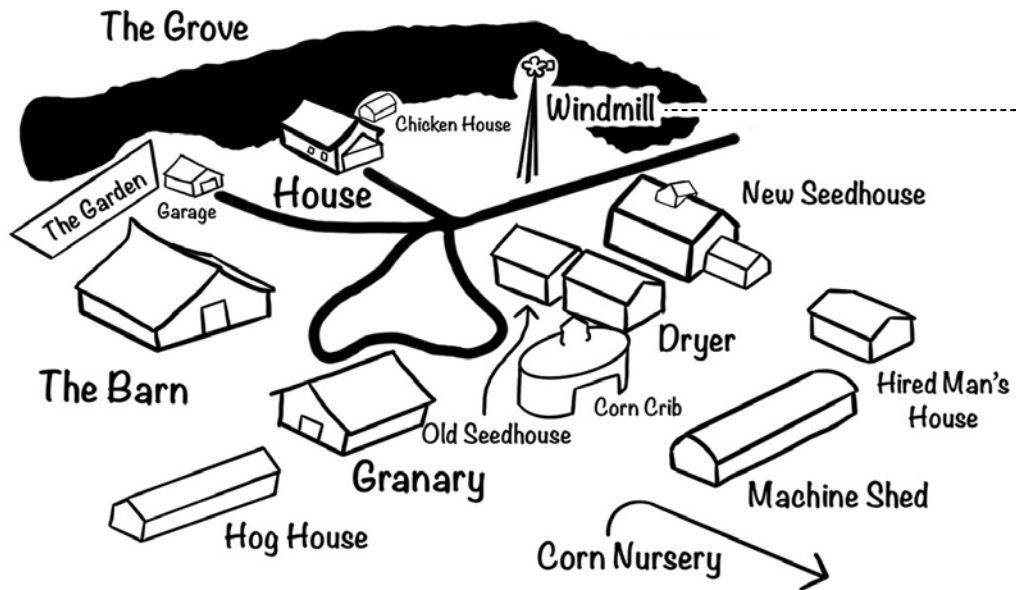 The Grove
Windmill
Chicken House
House
New Seedhouse
The Garden
Garage
Dryer
The Barn
Hired Man's
House
Corn Crib
Old Seedhouse
Granary
Machine Shed
Hog House
Corn Nursery